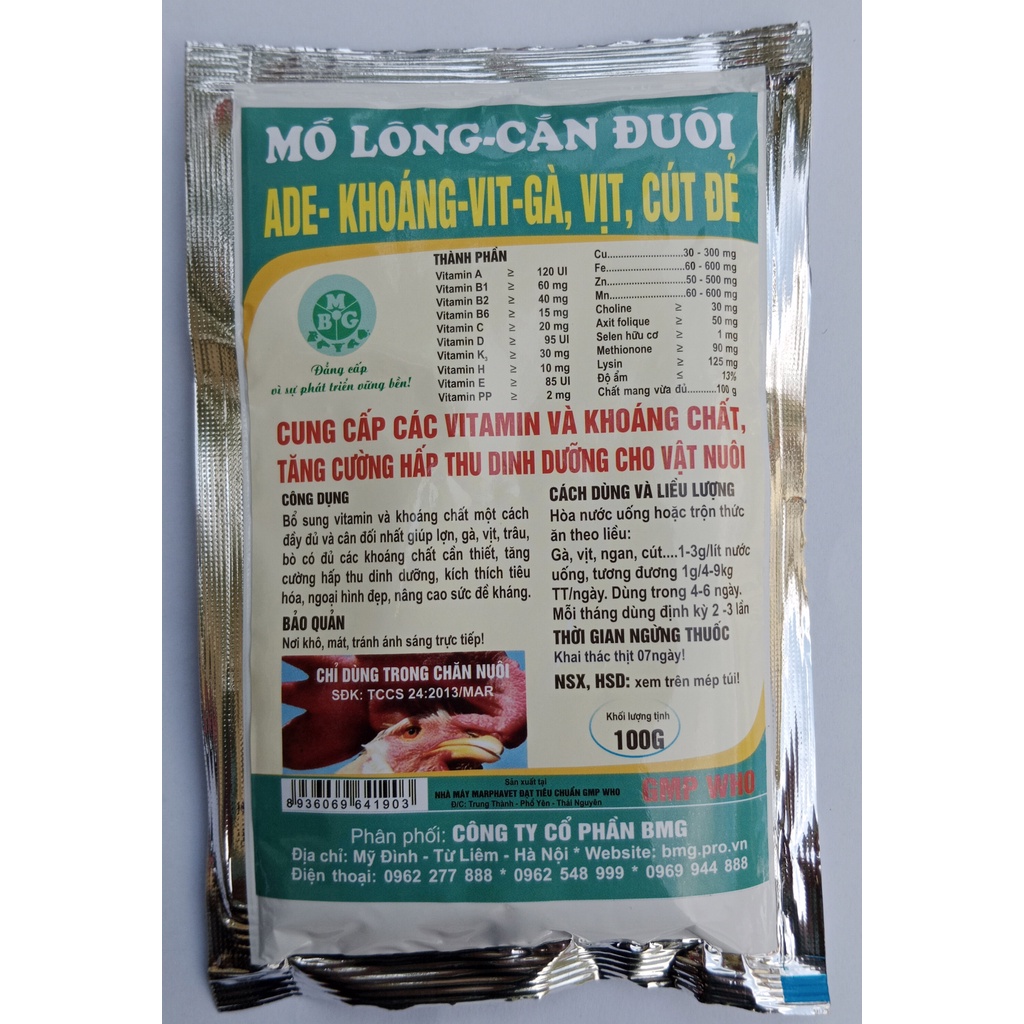 MỔ LÔNG-CẮN ĐUÔI
ADE- KHOÁNG-VIT-GÀ, VỊT, CÚT ĐẺ
MBG
Đẳng cấp
vì sự phát triển vững bền!
THÀNH PHẦN
Vitamin A ≥ 120 UI
Vitamin B1 ≥ 60 mg
Vitamin B2 ≥ 40 mg
Vitamin B6 ≥ 15 mg
Vitamin C ≥ 20 mg
Vitamin D ≥ 95 UI
Vitamin K3 ≥ 30 mg
Vitamin H ≥ 10 mg
Vitamin E ≥ 85 UI
Vitamin PP ≥ 2 mg
Cu...........................30 - 300 mg
Fe...........................60 - 600 mg
Zn...........................50 - 500 mg
Mn...........................60 - 600 mg
Choline ≥ 30 mg
Axit folique ≥ 50 mg
Selen hữu cơ ≥ 1 mg
Methionone ≥ 90 mg
Lysin ≥ 125 mg
Độ ẩm ≤ 13%
Chất mang vừa đủ..........100 g
CUNG CẤP CÁC VITAMIN VÀ KHOÁNG CHẤT,
TĂNG CƯỜNG HẤP THU DINH DƯỠNG CHO VẬT NUÔI
CÔNG DỤNG
Bổ sung vitamin và khoáng chất một cách
đầy đủ và cân đối nhất giúp lợn, gà, vịt, trâu,
bò có đủ các khoáng chất cần thiết, tăng
cường hấp thu dinh dưỡng, kích thích tiêu
hóa, ngoại hình đẹp, nâng cao sức đề kháng.
BẢO QUẢN
Nơi khô, mát, tránh ánh sáng trực tiếp!
CHỈ DÙNG TRONG CHĂN NUÔI
SĐK: TCCS 24:2013/MAR
CÁCH DÙNG VÀ LIỀU LƯỢNG
Hòa nước uống hoặc trộn thức
ăn theo liều:
Gà, vịt, ngan, cút....1-3g/lít nước
uống, tương đương 1g/4-9kg
TT/ngày. Dùng trong 4-6 ngày.
Mỗi tháng dùng định kỳ 2 -3 lần
THỜI GIAN NGỪNG THUỐC
Khai thác thịt 07ngày!
NSX, HSD: xem trên mép túi!
Khối lượng tịnh
100G
8 936069 641903
Sản xuất tại
NHÀ MÁY MARPHAVET ĐẠT TIÊU CHUẨN GMP WHO
Đ/C: Trung Thành - Phổ Yên - Thái Nguyên
GMP WHO
Phân phối: CÔNG TY CỔ PHẦN BMG
Địa chỉ: Mỹ Đình - Từ Liêm - Hà Nội * Website: bmg.pro.vn
Điện thoại: 0962 277 888 * 0962 548 999 * 0969 944 888